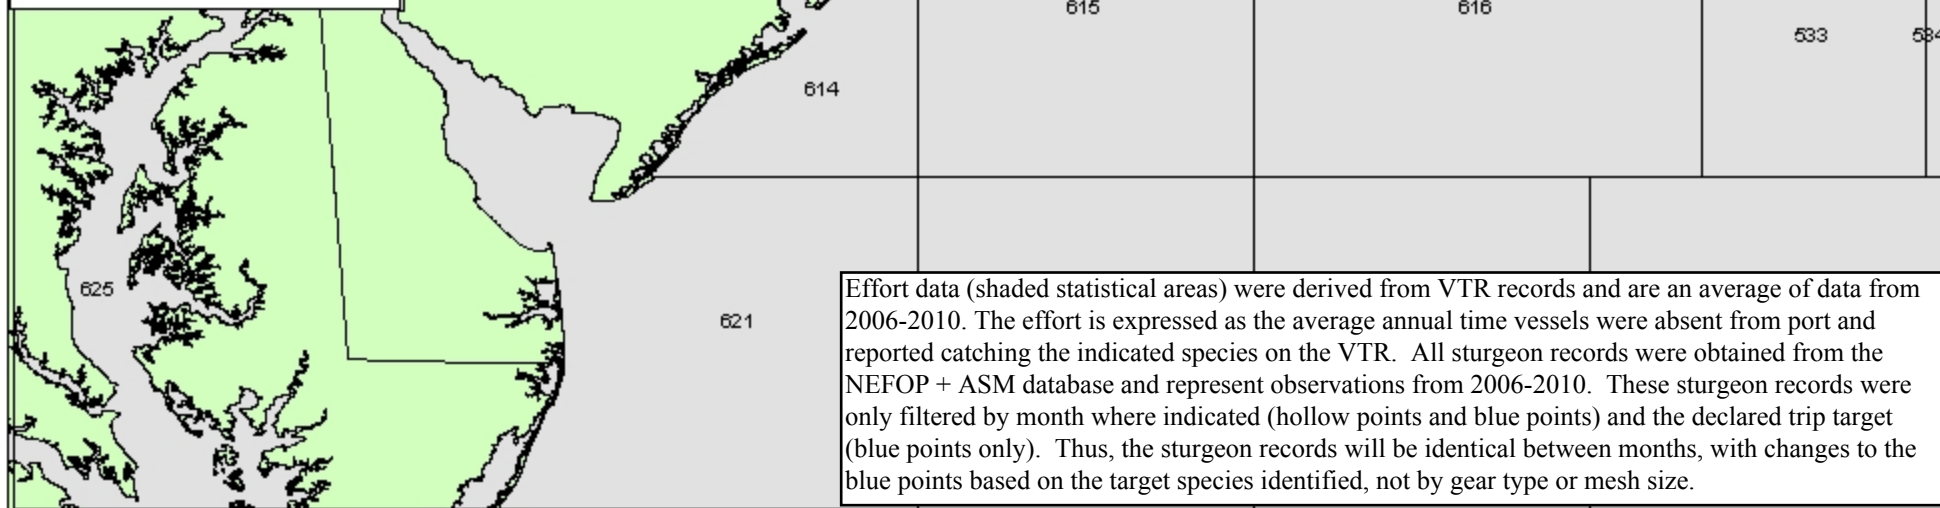 615
616
533
534
614
625
621
Effort data (shaded statistical areas) were derived from VTR records and are an average of data from
2006-2010. The effort is expressed as the average annual time vessels were absent from port and
reported catching the indicated species on the VTR.  All sturgeon records were obtained from the
NEFOP + ASM database and represent observations from 2006-2010.  These sturgeon records were
only filtered by month where indicated (hollow points and blue points) and the declared trip target
(blue points only).  Thus, the sturgeon records will be identical between months, with changes to the
blue points based on the target species identified, not by gear type or mesh size.